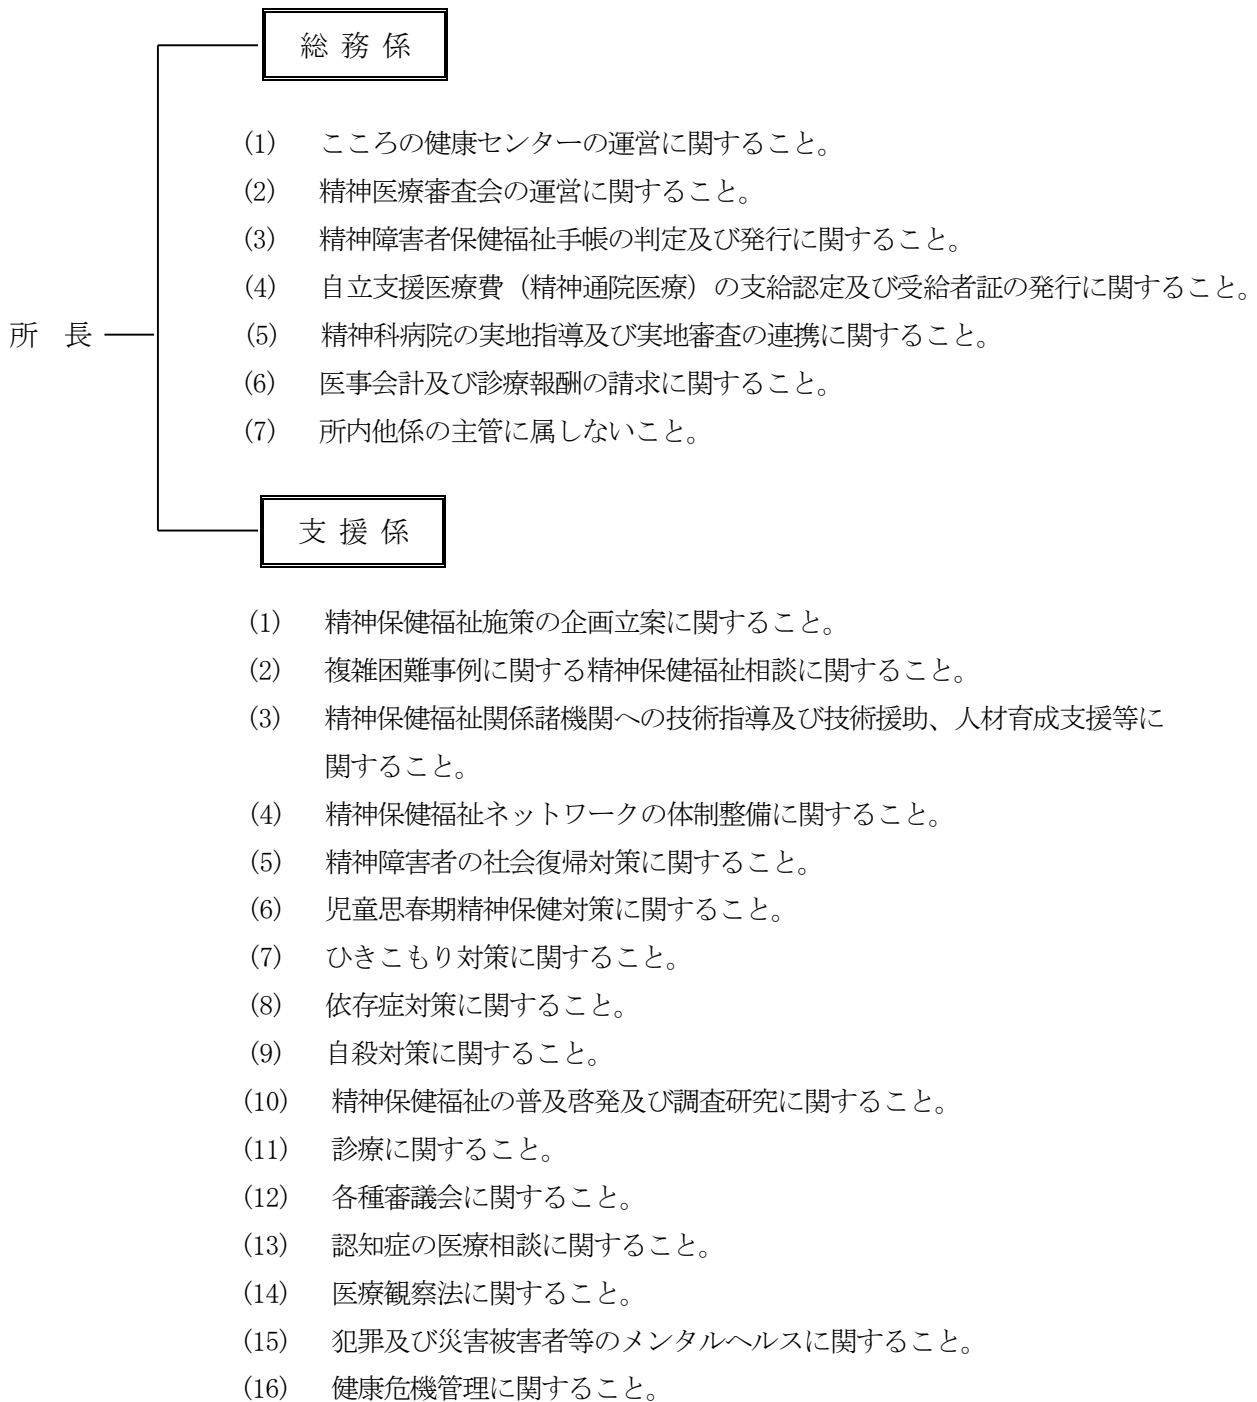 総務係
(1) こころの健康センターの運営に関すること。
(2) 精神医療審査会の運営に関すること。
(3) 精神障害者保健福祉手帳の判定及び発行に関すること。
(4) 自立支援医療費（精神通院医療）の支給認定及び受給者証の発行に関すること。
所 長
(5) 精神科病院の実地指導及び実地審査の連携に関すること。
(6) 医事会計及び診療報酬の請求に関すること。
(7) 所内他係の主管に属しないこと。
支援係
(1) 精神保健福祉施策の企画立案に関すること。
(2) 複雑困難事例に関する精神保健福祉相談に関すること。
(3) 精神保健福祉関係諸機関への技術指導及び技術援助、人材育成支援等に
関すること。
(4) 精神保健福祉ネットワークの体制整備に関すること。
(5) 精神障害者の社会復帰対策に関すること。
(6) 児童思春期精神保健対策に関すること。
(7) ひきこもり対策に関すること。
(8) 依存症対策に関すること。
(9) 自殺対策に関すること。
(10) 精神保健福祉の普及啓発及び調査研究に関すること。
(11) 診療に関すること。
(12) 各種審議会に関すること。
(13) 認知症の医療相談に関すること。
(14) 医療観察法に関すること。
(15) 犯罪及び災害被害者等のメンタルヘルスに関すること。
(16) 健康危機管理に関すること。